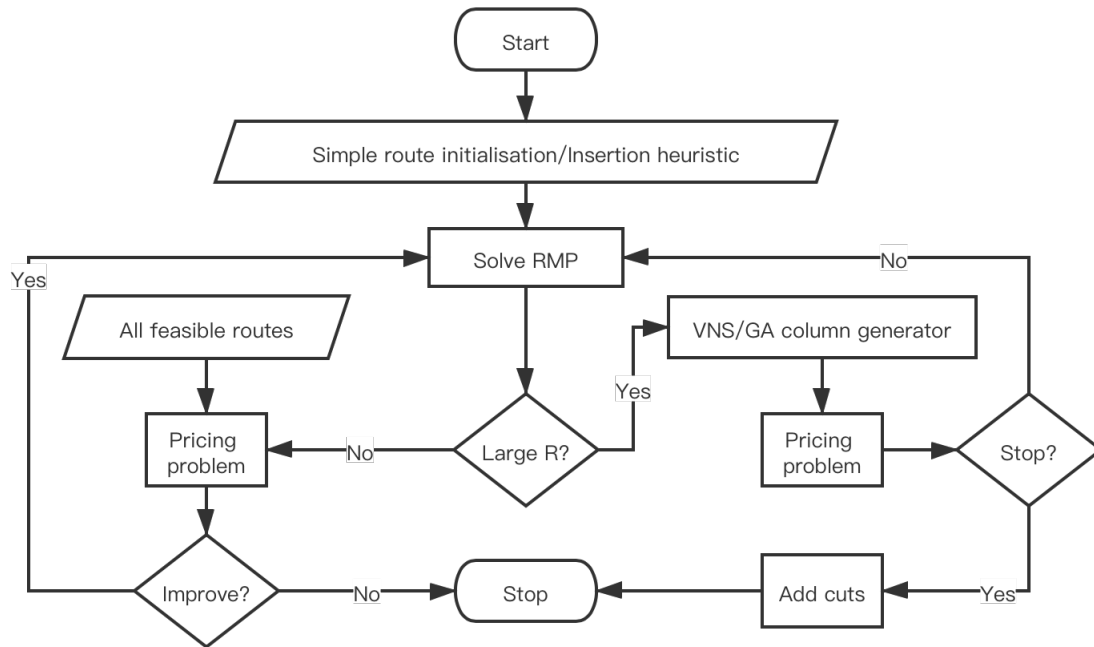 Start
Simple route initialisation/Insertion heuristic
Solve RMP
No
Yes
All feasible routes
VNS/GA column generator
Yes
Pricing
problem
No
Large R?
Pricing
problem
Stop?
Improve?
No
Stop
Add cuts
Yes